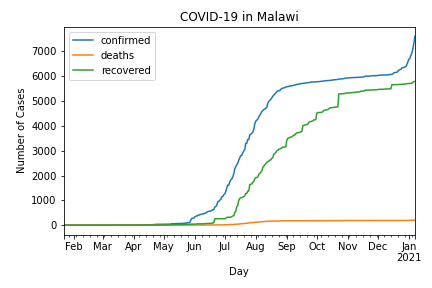 COVID-19 in Malawi
confirmed
deaths
recovered
Number of Cases
7000
6000
5000
4000
3000
2000
1000
0
Feb Mar Apr May Jun Jul Aug Sep Oct Nov Dec Jan
2021
Day